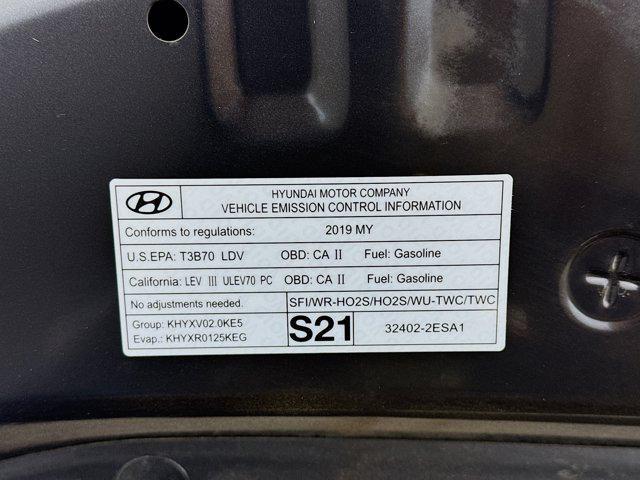 HYUNDAI MOTOR COMPANY
VEHICLE EMISSION CONTROL INFORMATION
Conforms to regulations: 2019 MY
U.S.EPA: T3B70 LDV OBD: CA II Fuel: Gasoline
California: LEV III ULEV70 PC OBD: CA II Fuel: Gasoline
No adjustments needed. SFI/WR-HO2S/HO2S/WU-TWC/TWC
Group: KHYXV02.0KE5
Evap.: KHYXR0125KEG
S21
32402-2ESA1